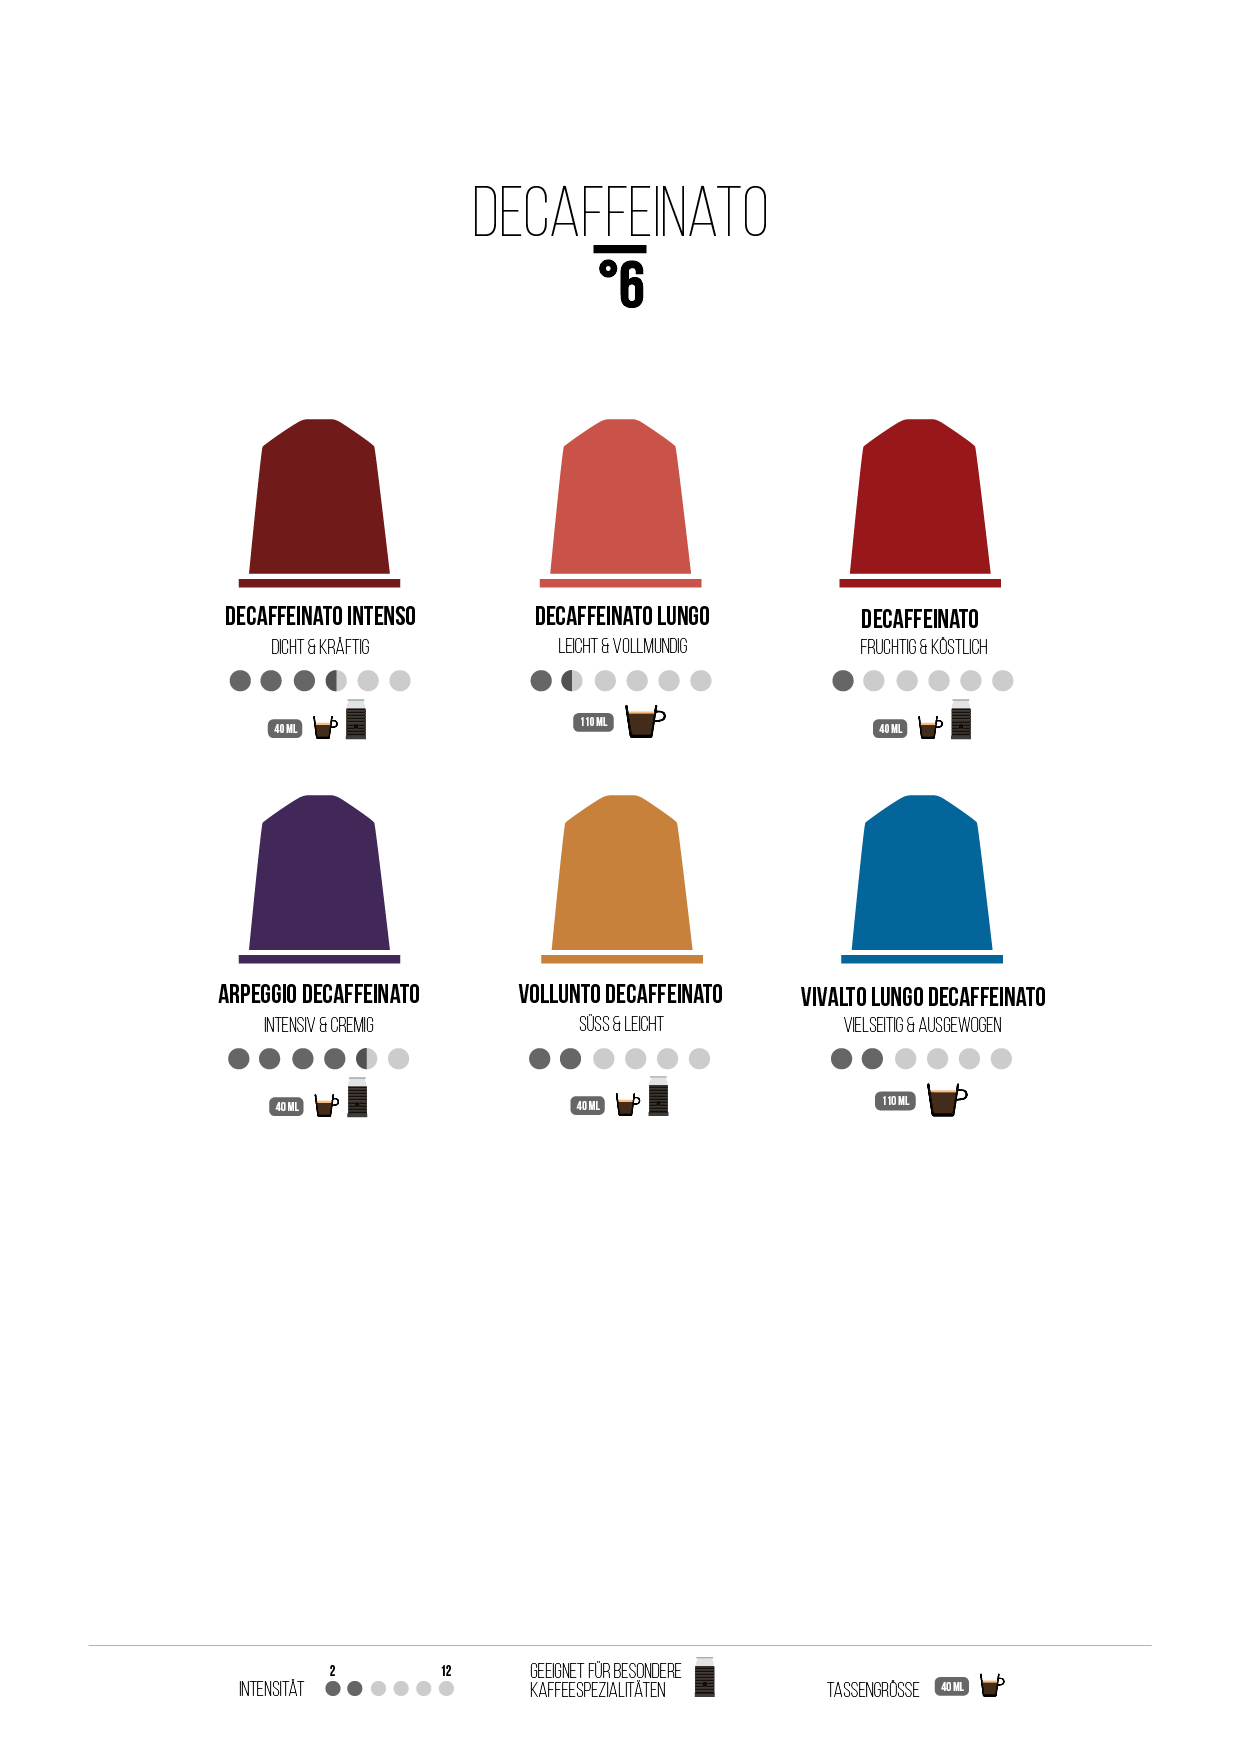 DECAFFEINATO
°6
DECAFFEINATO INTENSO
DICHT & KRÄFTIG
40 ML
DECAFFEINATO LUNGO
LEICHT & VOLLMUNDIG
110 ML
DECAFFEINATO
FRUCHTIG & KÖSTLICH
40 ML
ARPEGGIO DECAFFEINATO
INTENSIV & CREMIG
40 ML
VOLLUNTO DECAFFEINATO
SÜSS & LEICHT
40 ML
VIVALTO LUNGO DECAFFEINATO
VIELSEITIG & AUSGEWOGEN
110 ML
2 12
INTENSITÄT
GEEIGNET FÜR BESONDERE
KAFFEESPEZIALITÄTEN
TASSENGRÖSSE 40 ML